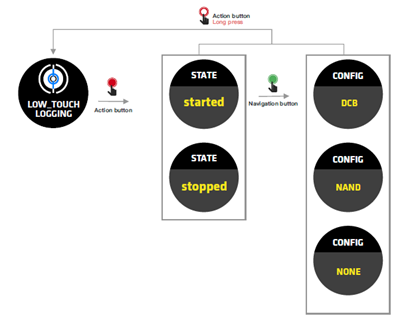 Action button
Long press
LOW_TOUCH
LOGGING
Action button
STATE
started
STATE
stopped
Navigation button
CONFIG
DCB
CONFIG
NAND
CONFIG
NONE